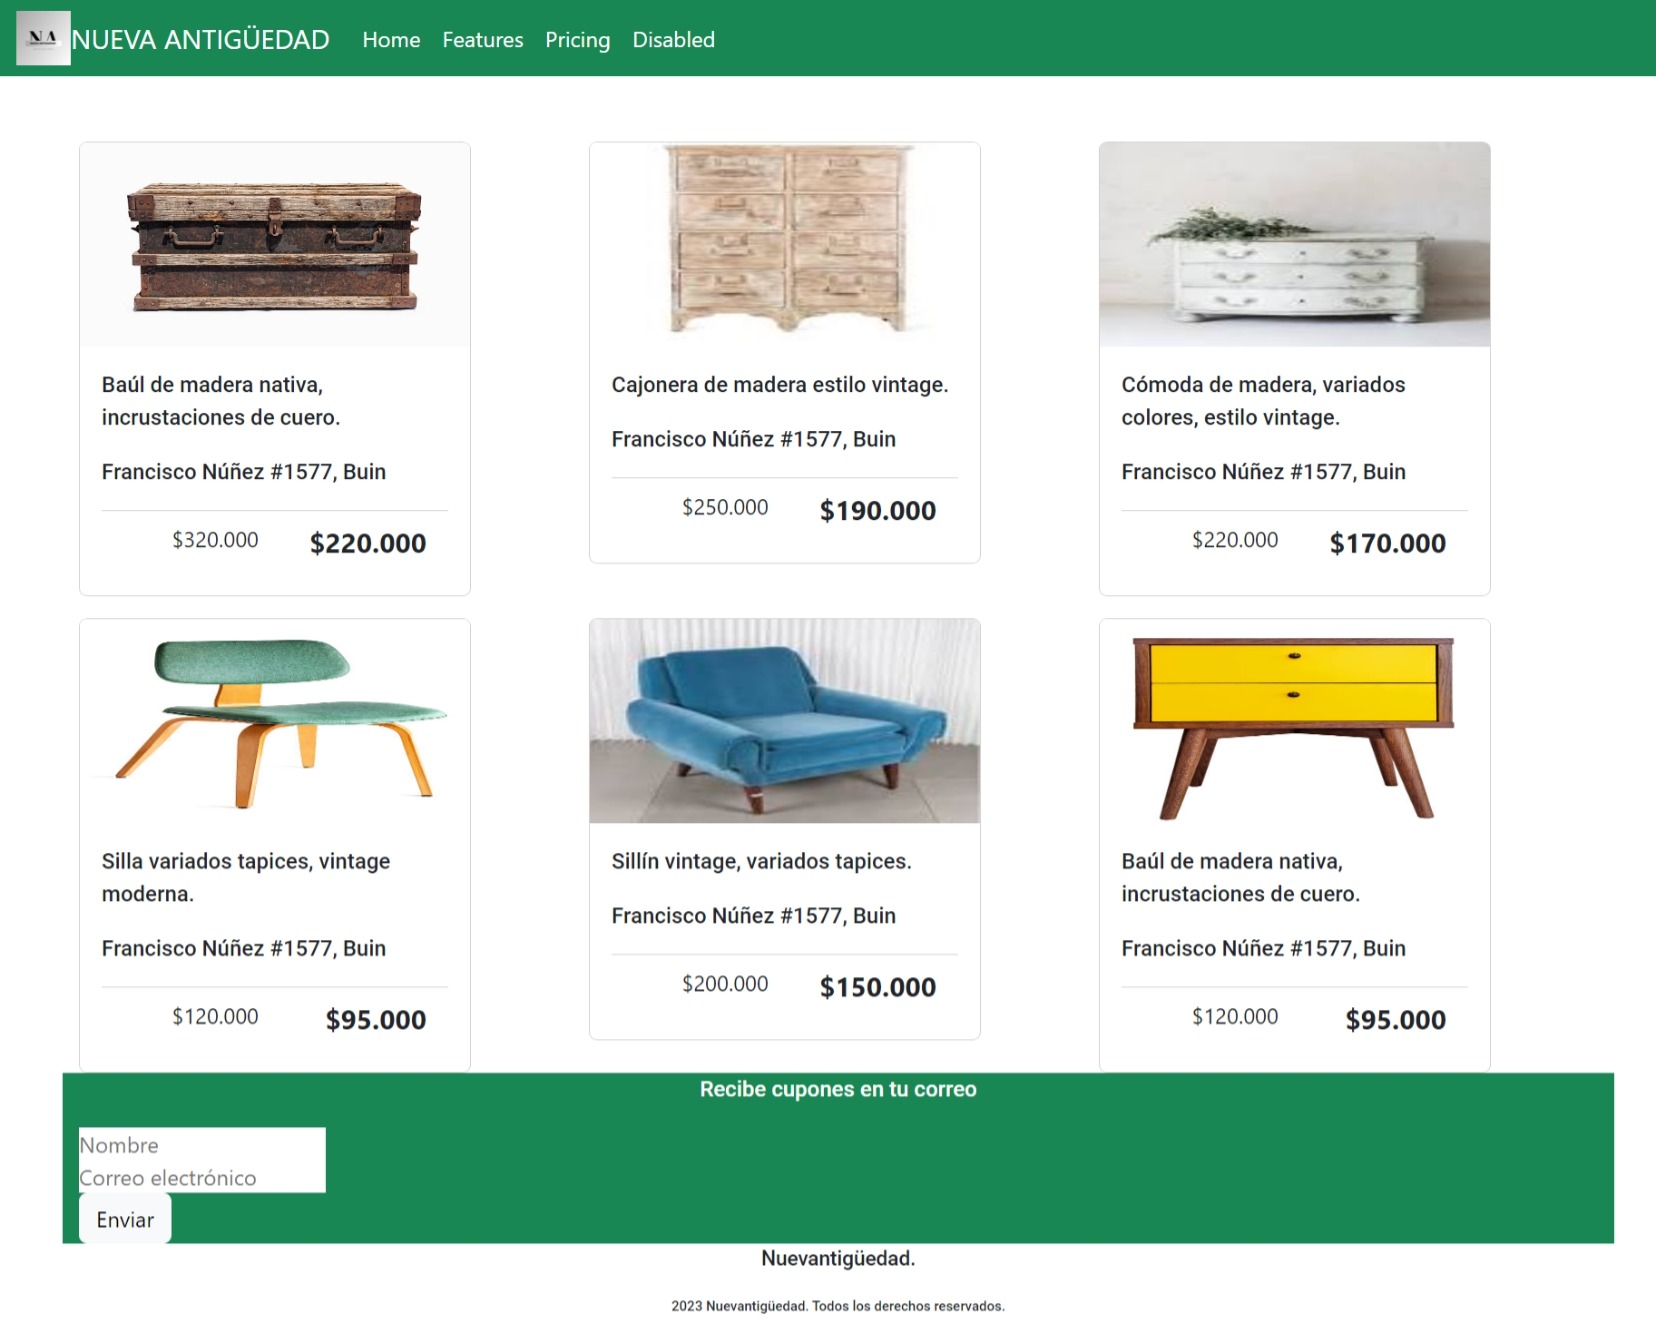 NA
NUEVA ANTIGÜEDAD Home Features Pricing Disabled
Baúl de madera nativa,
incrustaciones de cuero.
Francisco Núñez #1577, Buin
$320.000 $220.000
Cajonera de madera estilo vintage.
Francisco Núñez #1577, Buin
$250.000 $190.000
Cómoda de madera, variados
colores, estilo vintage.
Francisco Núñez #1577, Buin
$220.000 $170.000
Silla variados tapices, vintage
moderna.
Francisco Núñez #1577, Buin
$120.000 $95.000
Sillín vintage, variados tapices.
Francisco Núñez #1577, Buin
$200.000 $150.000
Baúl de madera nativa,
incrustaciones de cuero.
Francisco Núñez #1577, Buin
$120.000 $95.000
Recibe cupones en tu correo
Nombre
Correo electrónico
Enviar
Nuevantigüedad.
2023 Nuevantigüedad. Todos los derechos reservados.